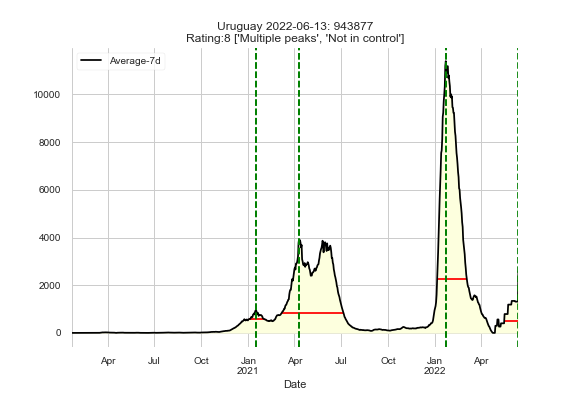 Uruguay 2022-06-13: 943877
Rating:8 ['Multiple peaks', 'Not in control']
Average-7d
10000
8000
6000
4000
2000
0
Apr Jul Oct Jan Apr Jul Oct Jan Apr
2021 2022
Date